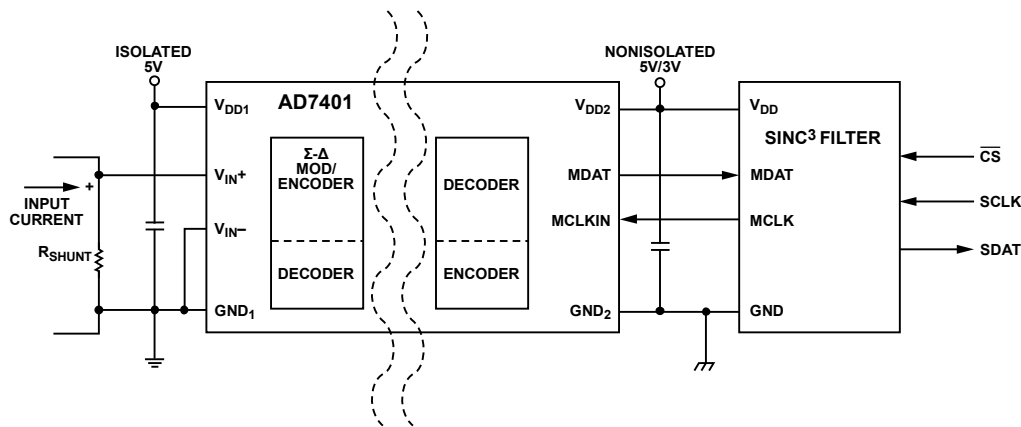 ISOLATED
5V
NONISOLATED
5V/3V
AD7401
VDD1
VIN+
VIN–
GND1
Σ-Δ
MOD/
ENCODER
DECODER
DECODER
ENCODER
VDD2
MDAT
MCLKIN
GND2
VDD
SINC³ FILTER
MDAT
MCLK
GND
CS
SCLK
SDAT
INPUT
CURRENT
+
RSHUNT